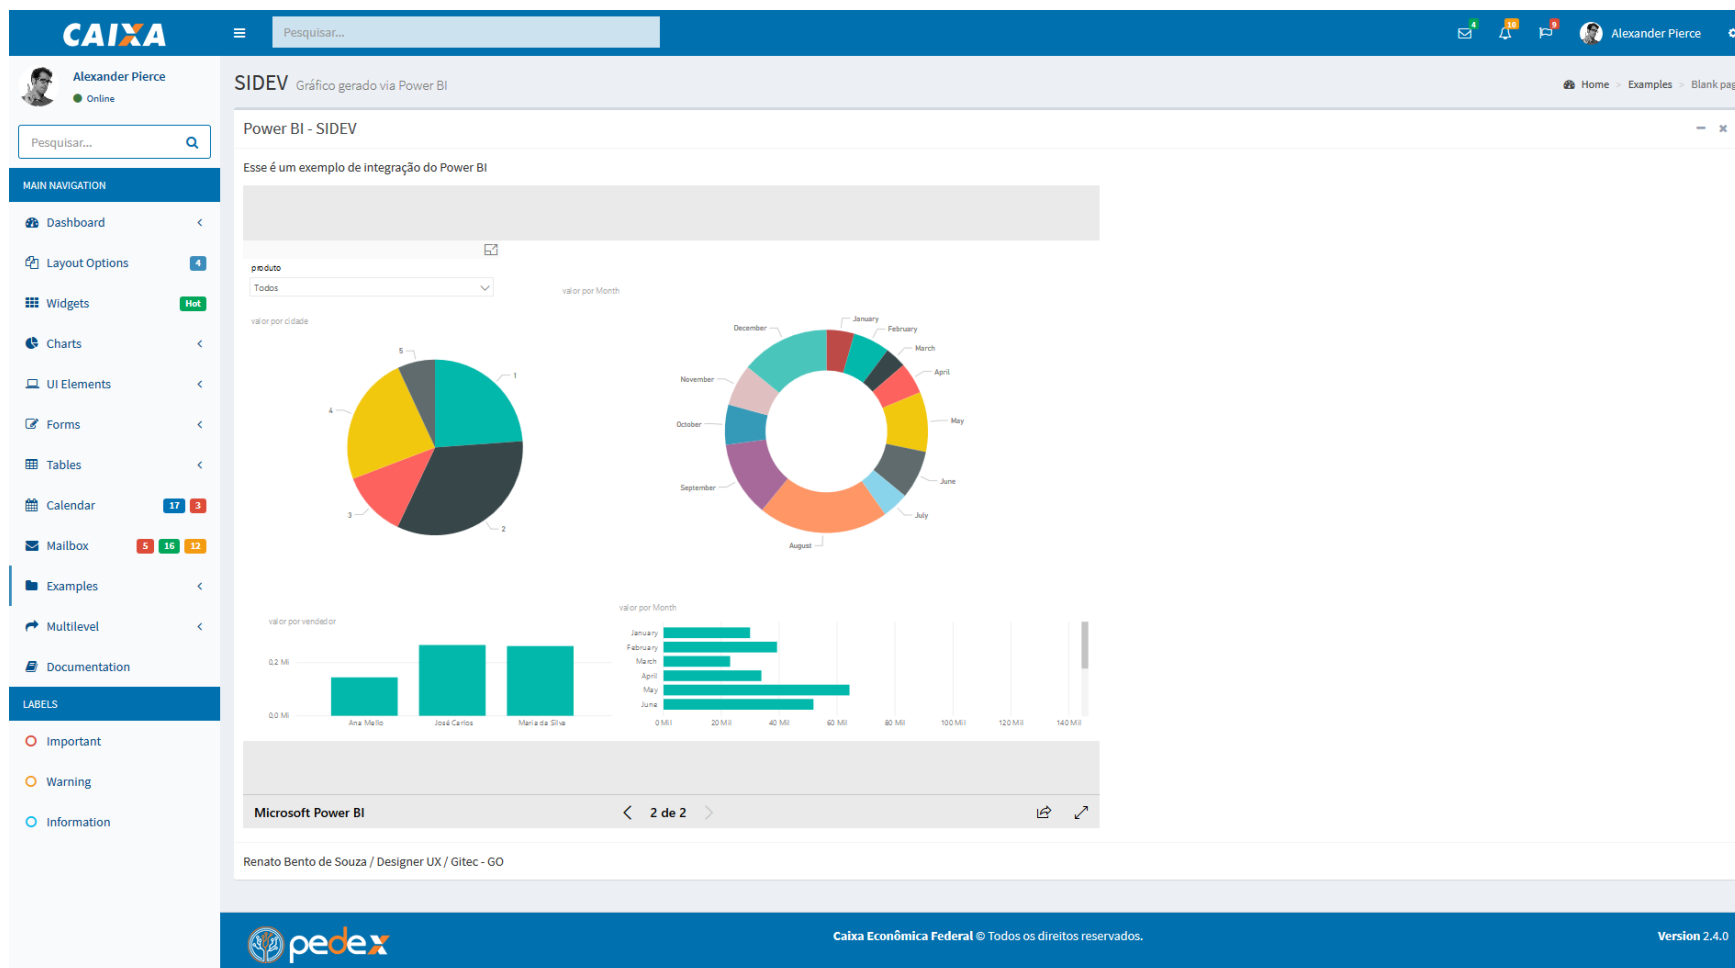 CAIXA
Pesquisar...
4
10
9
Alexander Pierce
Alexander Pierce
Online
SIDEV Gráfico gerado via Power BI
Home > Examples > Blank pag
Pesquisar...
Power BI - SIDEV
Esse é um exemplo de integração do Power BI
MAIN NAVIGATION
Dashboard
Layout Options 4
Widgets Hot
Charts
UI Elements
Forms
Tables
Calendar 17 3
Mailbox 5 16 12
Examples
Multilevel
Documentation
LABELS
Important
Warning
Information
produto
Todos
valor por cidade
5
1
4
3
2
valor por Month
January
December
February
March
April
November
May
October
June
September
July
August
valor por vendedor
0,2 Mi
0,0 Mi
Ana Mello
José Carlos
Maria da Silva
valor por Month
January
February
March
April
May
June
0 Mil
20 Mil
40 Mil
60 Mil
80 Mil
100 Mil
120 Mil
140 Mil
Microsoft Power BI
2 de 2
Renato Bento de Souza / Designer UX / Gitec - GO
pedex
Caixa Econômica Federal © Todos os direitos reservados.
Version 2.4.0